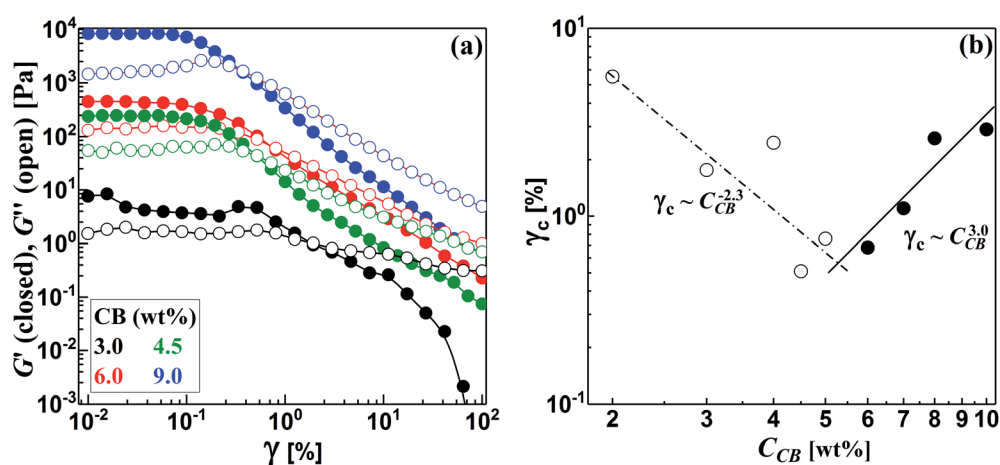 (a)
G' (closed), G'' (open) [Pa]
10^4
10^3
10^2
10^1
10^0
10^-1
10^-2
10^-3
CB (wt%)
3.0 4.5
6.0 9.0
10^-2 10^-1 10^0 10^1 10^2
γ [%]
(b)
γ_c [%]
10^1
10^0
10^-1
γ_c ~ C_CB^-2.3
γ_c ~ C_CB^3.0
2 3 4 5 6 7 8 9 10
C_CB [wt%]